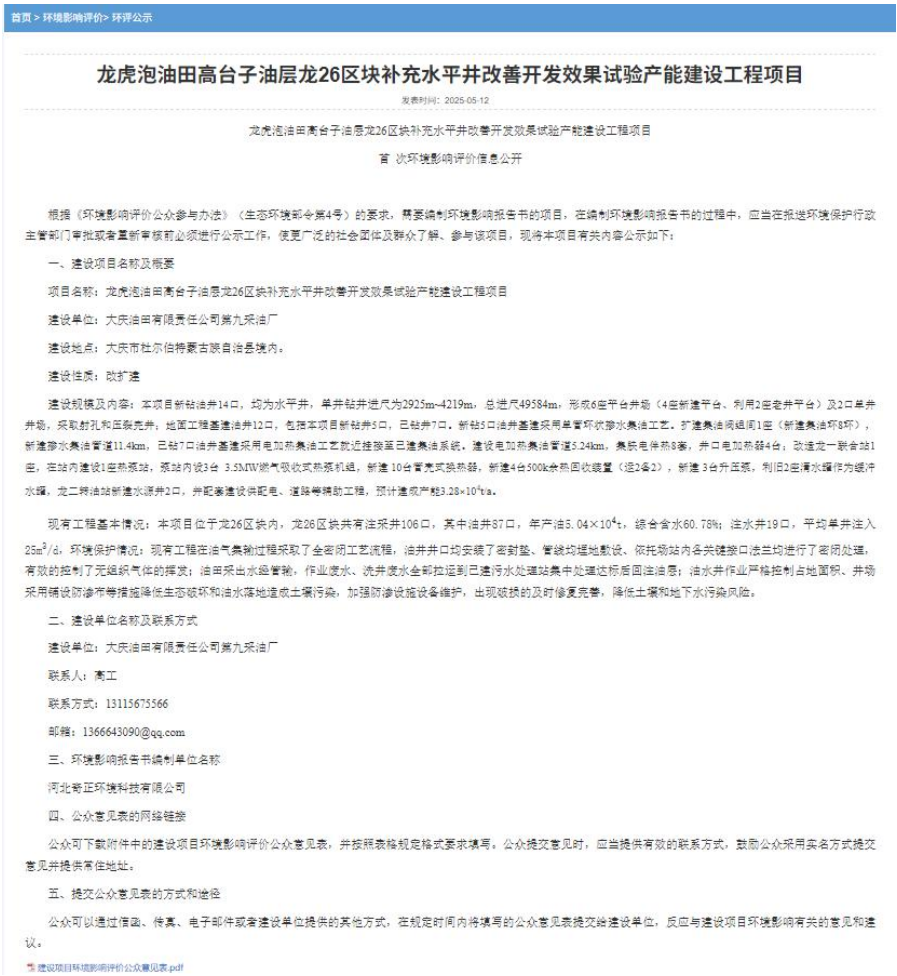 首页 > 环境影响评价> 环评公示
龙虎泡油田高台子油层龙26区块补充水平井改善开发效果试验产能建设工程项目
发表时间：2025-05-12
龙虎泡油田高台子油层龙26区块补充水平井改善开发效果试验产能建设工程项目
首 次环境影响评价信息公开
根据《环境影响评价公众参与办法》（生态环境部令第4号）的要求，需要编制环境影响报告书的项目，在编制环境影响报告书的过程中，应当在报送环境保护行政
主管部门审批或者重新审核前必须进行公示工作，使更广泛的社会团体及群众了解、参与该项目，现将本项目有关内容公示如下：
一、建设项目名称及概要
项目名称：龙虎泡油田高台子油层龙26区块补充水平井改善开发效果试验产能建设工程项目
建设单位：大庆油田有限责任公司第九采油厂
建设地点：大庆市杜尔伯特蒙古族自治县境内。
建设性质：改扩建
建设规模及内容：本项目新钻油井14口，均为水平井，单井钻井进尺为2925m~4219m，总进尺49584m，形成6座平台井场（4座新建平台、利用2座老井平台）及2口单井
井场，采取射孔和压裂完井；地面工程基建油井12口，包括本项目新钻井5口，已钻井7口。新钻5口油井基建采用单管环状掺水集油工艺。扩建集油阀组间1座（新建集油环8环），
新建掺水集油管道11.4km，已钻7口油井基建采用电加热集油工艺就近挂接至已建集油系统。建设电加热集油管道5.24km，集肤电伴热8套，井口电加热器4台；改造龙一联合站1
座，在站内建设1座热泵站，泵站内设3台 3.5MW燃气吸收式热泵机组，新建 10台管壳式换热器，新建4台500k余热回收装置（运2备2），新建 3台升压泵，利旧2座清水罐作为缓冲
水罐，龙二转油站新建水源井2口，并配套建设供配电、道路等辅助工程，预计建成产能3.28×10⁴t/a。
现有工程基本情况：本项目位于龙26区块内，龙26区块共有注采井106口，其中油井87口，年产油5.04×10⁴t，综合含水60.78%；注水井19口，平均单井注入
25m³/d，环境保护情况：现有工程在油气集输过程采取了全密闭工艺流程，油井井口均安装了密封垫、管线均埋地敷设、依托场站内各关键接口法兰均进行了密闭处理，
有效的控制了无组织气体的挥发；油田采出水经管输，作业废水、洗井废水全部拉运到已建污水处理站集中处理达标后回注油层；油水井作业严格控制占地面积、井场
采用铺设防渗布等措施降低生态破坏和油水落地造成土壤污染，加强防渗设施设备维护，出现破损的及时修复完善，降低土壤和地下水污染风险。
二、建设单位名称及联系方式
建设单位：大庆油田有限责任公司第九采油厂
联系人：高工
联系方式：13115675566
邮箱：1366643090@qq.com
三、环境影响报告书编制单位名称
河北奇正环境科技有限公司
四、公众意见表的网络链接
公众可下载附件中的建设项目环境影响评价公众意见表，并按照表格规定格式要求填写。公众提交意见时，应当提供有效的联系方式，鼓励公众采用实名方式提交
意见并提供常住地址。
五、提交公众意见表的方式和途径
公众可以通过信函、传真、电子邮件或者建设单位提供的其他方式，在规定时间内将填写的公众意见表提交给建设单位，反应与建设项目环境影响有关的意见和建
议。
建设项目环境影响评价公众意见表.pdf